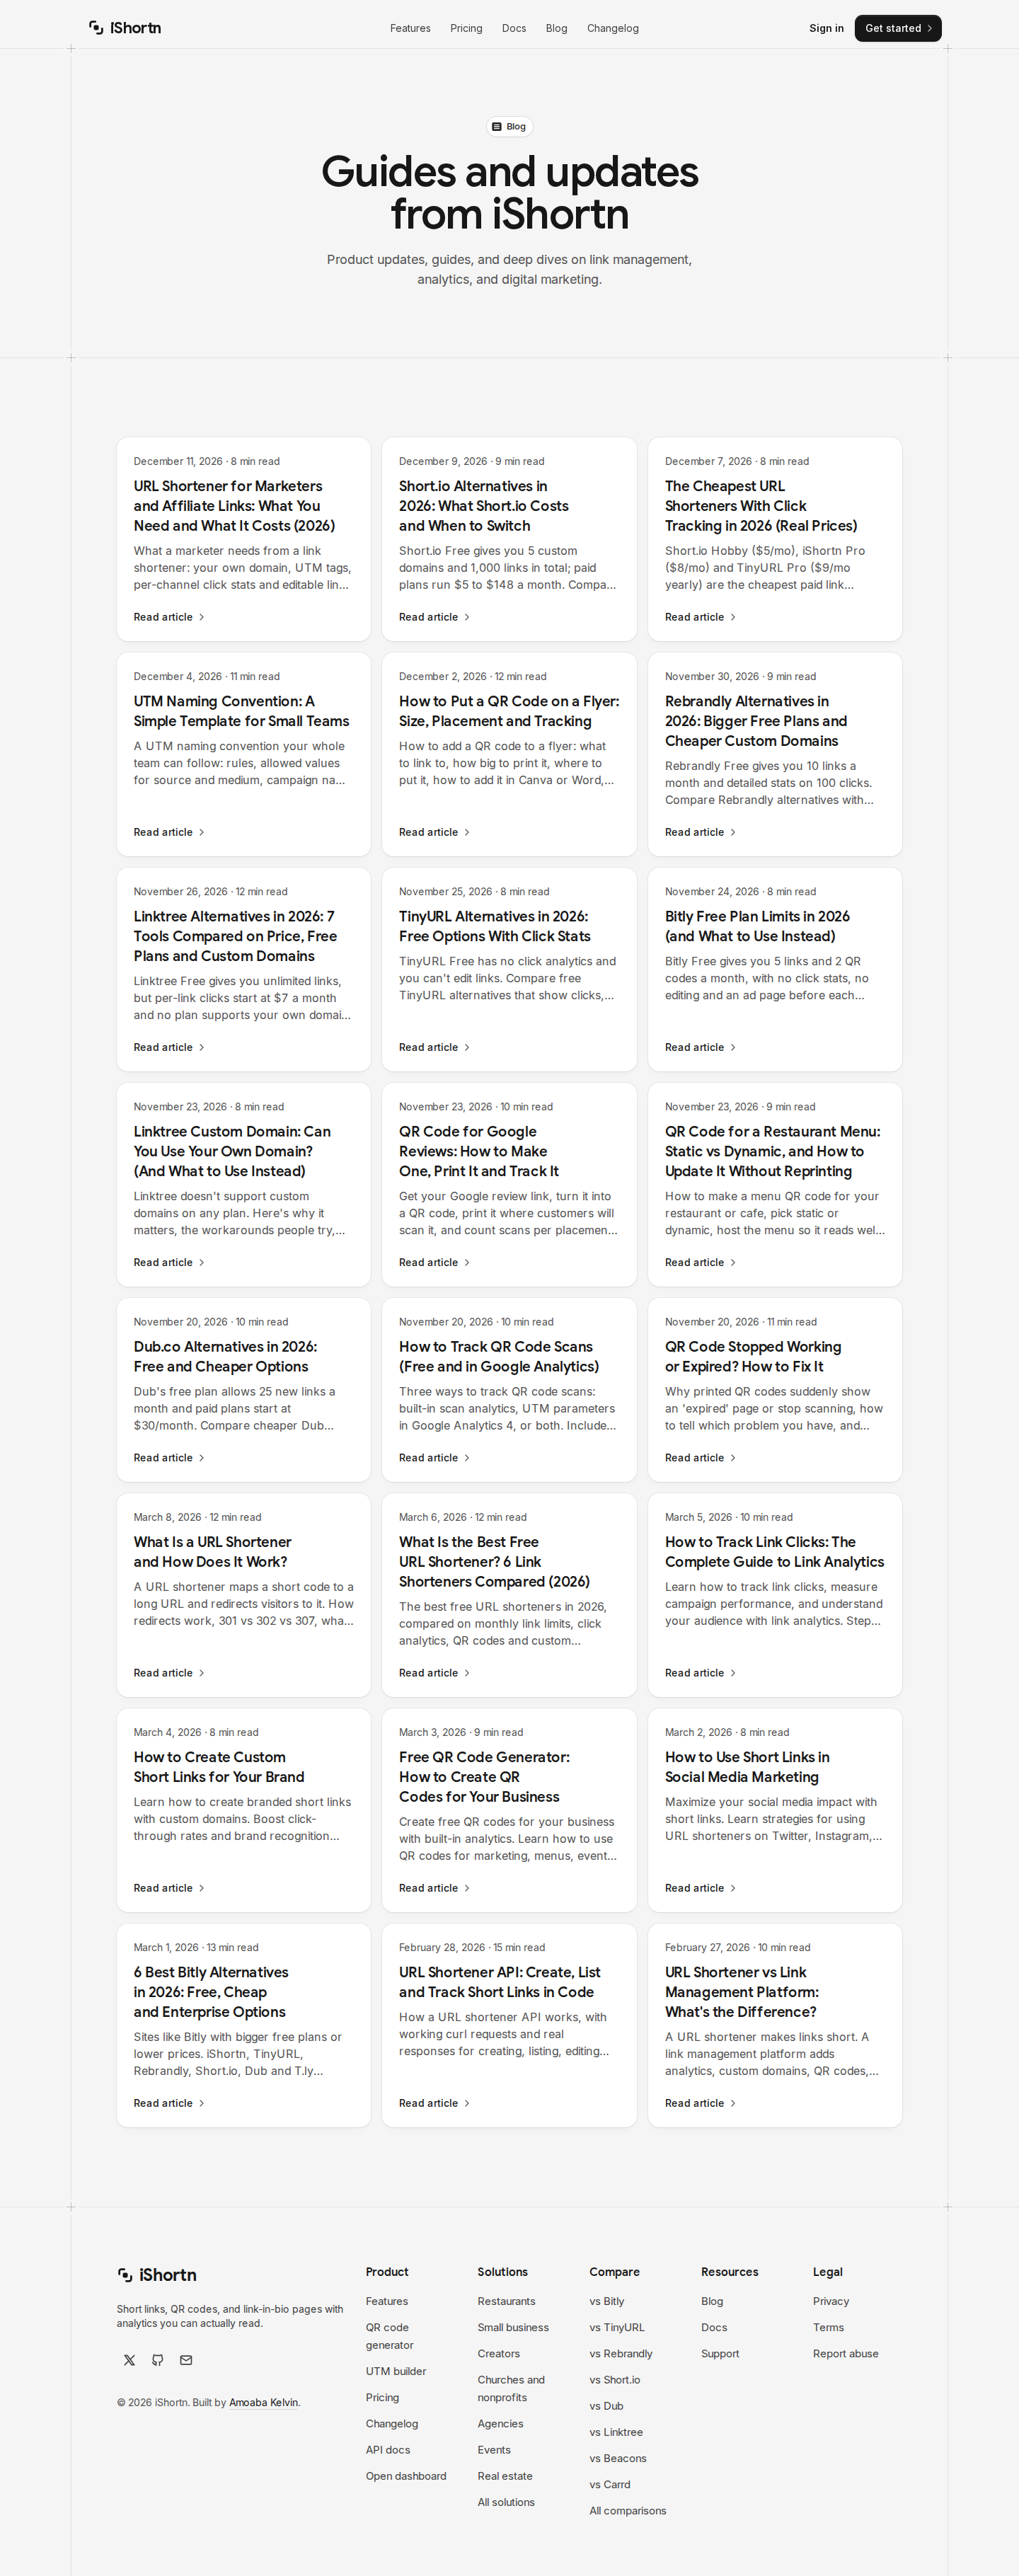 iShortn
Features
Pricing
Docs
Blog
Changelog
Sign in
Get started
Blog
Guides and updates
from iShortn
Product updates, guides, and deep dives on link management,
analytics, and digital marketing.
December 11, 2026 · 8 min read
URL Shortener for Marketers
and Affiliate Links: What You
Need and What It Costs (2026)
What a marketer needs from a link
shortener: your own domain, UTM tags,
per-channel click stats and editable lin...
Read article
December 9, 2026 · 9 min read
Short.io Alternatives in
2026: What Short.io Costs
and When to Switch
Short.io Free gives you 5 custom
domains and 1,000 links in total; paid
plans run $5 to $148 a month. Compa...
Read article
December 7, 2026 · 8 min read
The Cheapest URL
Shorteners With Click
Tracking in 2026 (Real Prices)
Short.io Hobby ($5/mo), iShortn Pro
($8/mo) and TinyURL Pro ($9/mo
yearly) are the cheapest paid link...
Read article
December 4, 2026 · 11 min read
UTM Naming Convention: A
Simple Template for Small Teams
A UTM naming convention your whole
team can follow: rules, allowed values
for source and medium, campaign na...
Read article
December 2, 2026 · 12 min read
How to Put a QR Code on a Flyer:
Size, Placement and Tracking
How to add a QR code to a flyer: what
to link to, how big to print it, where to
put it, how to add it in Canva or Word,...
Read article
November 30, 2026 · 9 min read
Rebrandly Alternatives in
2026: Bigger Free Plans and
Cheaper Custom Domains
Rebrandly Free gives you 10 links a
month and detailed stats on 100 clicks.
Compare Rebrandly alternatives with...
Read article
November 26, 2026 · 12 min read
Linktree Alternatives in 2026: 7
Tools Compared on Price, Free
Plans and Custom Domains
Linktree Free gives you unlimited links,
but per-link clicks start at $7 a month
and no plan supports your own domai...
Read article
November 25, 2026 · 8 min read
TinyURL Alternatives in 2026:
Free Options With Click Stats
TinyURL Free has no click analytics and
you can't edit links. Compare free
TinyURL alternatives that show clicks,...
Read article
November 24, 2026 · 8 min read
Bitly Free Plan Limits in 2026
(and What to Use Instead)
Bitly Free gives you 5 links and 2 QR
codes a month, with no click stats, no
editing and an ad page before each...
Read article
November 23, 2026 · 8 min read
Linktree Custom Domain: Can
You Use Your Own Domain?
(And What to Use Instead)
Linktree doesn't support custom
domains on any plan. Here's why it
matters, the workarounds people try,...
Read article
November 23, 2026 · 10 min read
QR Code for Google
Reviews: How to Make
One, Print It and Track It
Get your Google review link, turn it into
a QR code, print it where customers will
scan it, and count scans per placemen...
Read article
November 23, 2026 · 9 min read
QR Code for a Restaurant Menu:
Static vs Dynamic, and How to
Update It Without Reprinting
How to make a menu QR code for your
restaurant or cafe, pick static or
dynamic, host the menu so it reads wel...
Read article
November 20, 2026 · 10 min read
Dub.co Alternatives in 2026:
Free and Cheaper Options
Dub's free plan allows 25 new links a
month and paid plans start at
$30/month. Compare cheaper Dub...
Read article
November 20, 2026 · 10 min read
How to Track QR Code Scans
(Free and in Google Analytics)
Three ways to track QR code scans:
built-in scan analytics, UTM parameters
in Google Analytics 4, or both. Include...
Read article
November 20, 2026 · 11 min read
QR Code Stopped Working
or Expired? How to Fix It
Why printed QR codes suddenly show
an 'expired' page or stop scanning, how
to tell which problem you have, and...
Read article
March 8, 2026 · 12 min read
What Is a URL Shortener
and How Does It Work?
A URL shortener maps a short code to a
long URL and redirects visitors to it. How
redirects work, 301 vs 302 vs 307, wha...
Read article
March 6, 2026 · 12 min read
What Is the Best Free
URL Shortener? 6 Link
Shorteners Compared (2026)
The best free URL shorteners in 2026,
compared on monthly link limits, click
analytics, QR codes and custom...
Read article
March 5, 2026 · 10 min read
How to Track Link Clicks: The
Complete Guide to Link Analytics
Learn how to track link clicks, measure
campaign performance, and understand
your audience with link analytics. Step...
Read article
March 4, 2026 · 8 min read
How to Create Custom
Short Links for Your Brand
Learn how to create branded short links
with custom domains. Boost click-
through rates and brand recognition...
Read article
March 3, 2026 · 9 min read
Free QR Code Generator:
How to Create QR
Codes for Your Business
Create free QR codes for your business
with built-in analytics. Learn how to use
QR codes for marketing, menus, event...
Read article
March 2, 2026 · 8 min read
How to Use Short Links in
Social Media Marketing
Maximize your social media impact with
short links. Learn strategies for using
URL shorteners on Twitter, Instagram,...
Read article
March 1, 2026 · 13 min read
6 Best Bitly Alternatives
in 2026: Free, Cheap
and Enterprise Options
Sites like Bitly with bigger free plans or
lower prices. iShortn, TinyURL,
Rebrandly, Short.io, Dub and T.ly...
Read article
February 28, 2026 · 15 min read
URL Shortener API: Create, List
and Track Short Links in Code
How a URL shortener API works, with
working curl requests and real
responses for creating, listing, editing...
Read article
February 27, 2026 · 10 min read
URL Shortener vs Link
Management Platform:
What's the Difference?
A URL shortener makes links short. A
link management platform adds
analytics, custom domains, QR codes,...
Read article
iShortn
Short links, QR codes, and link-in-bio pages with
analytics you can actually read.
© 2026 iShortn. Built by Amoaba Kelvin.
Product
Features
QR code
generator
UTM builder
Pricing
Changelog
API docs
Open dashboard
Solutions
Restaurants
Small business
Creators
Churches and
nonprofits
Agencies
Events
Real estate
All solutions
Compare
vs Bitly
vs TinyURL
vs Rebrandly
vs Short.io
vs Dub
vs Linktree
vs Beacons
vs Carrd
All comparisons
Resources
Blog
Docs
Support
Legal
Privacy
Terms
Report abuse